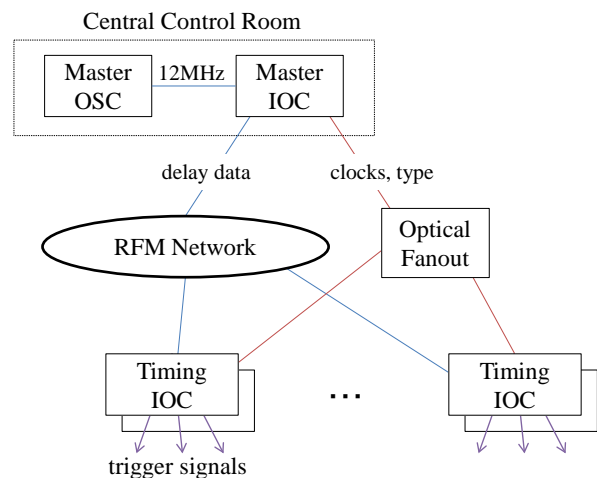 Central Control Room
Master
OSC
12MHz
Master
IOC
delay data
clocks, type
RFM Network
Optical
Fanout
Timing
IOC
...
Timing
IOC
trigger signals